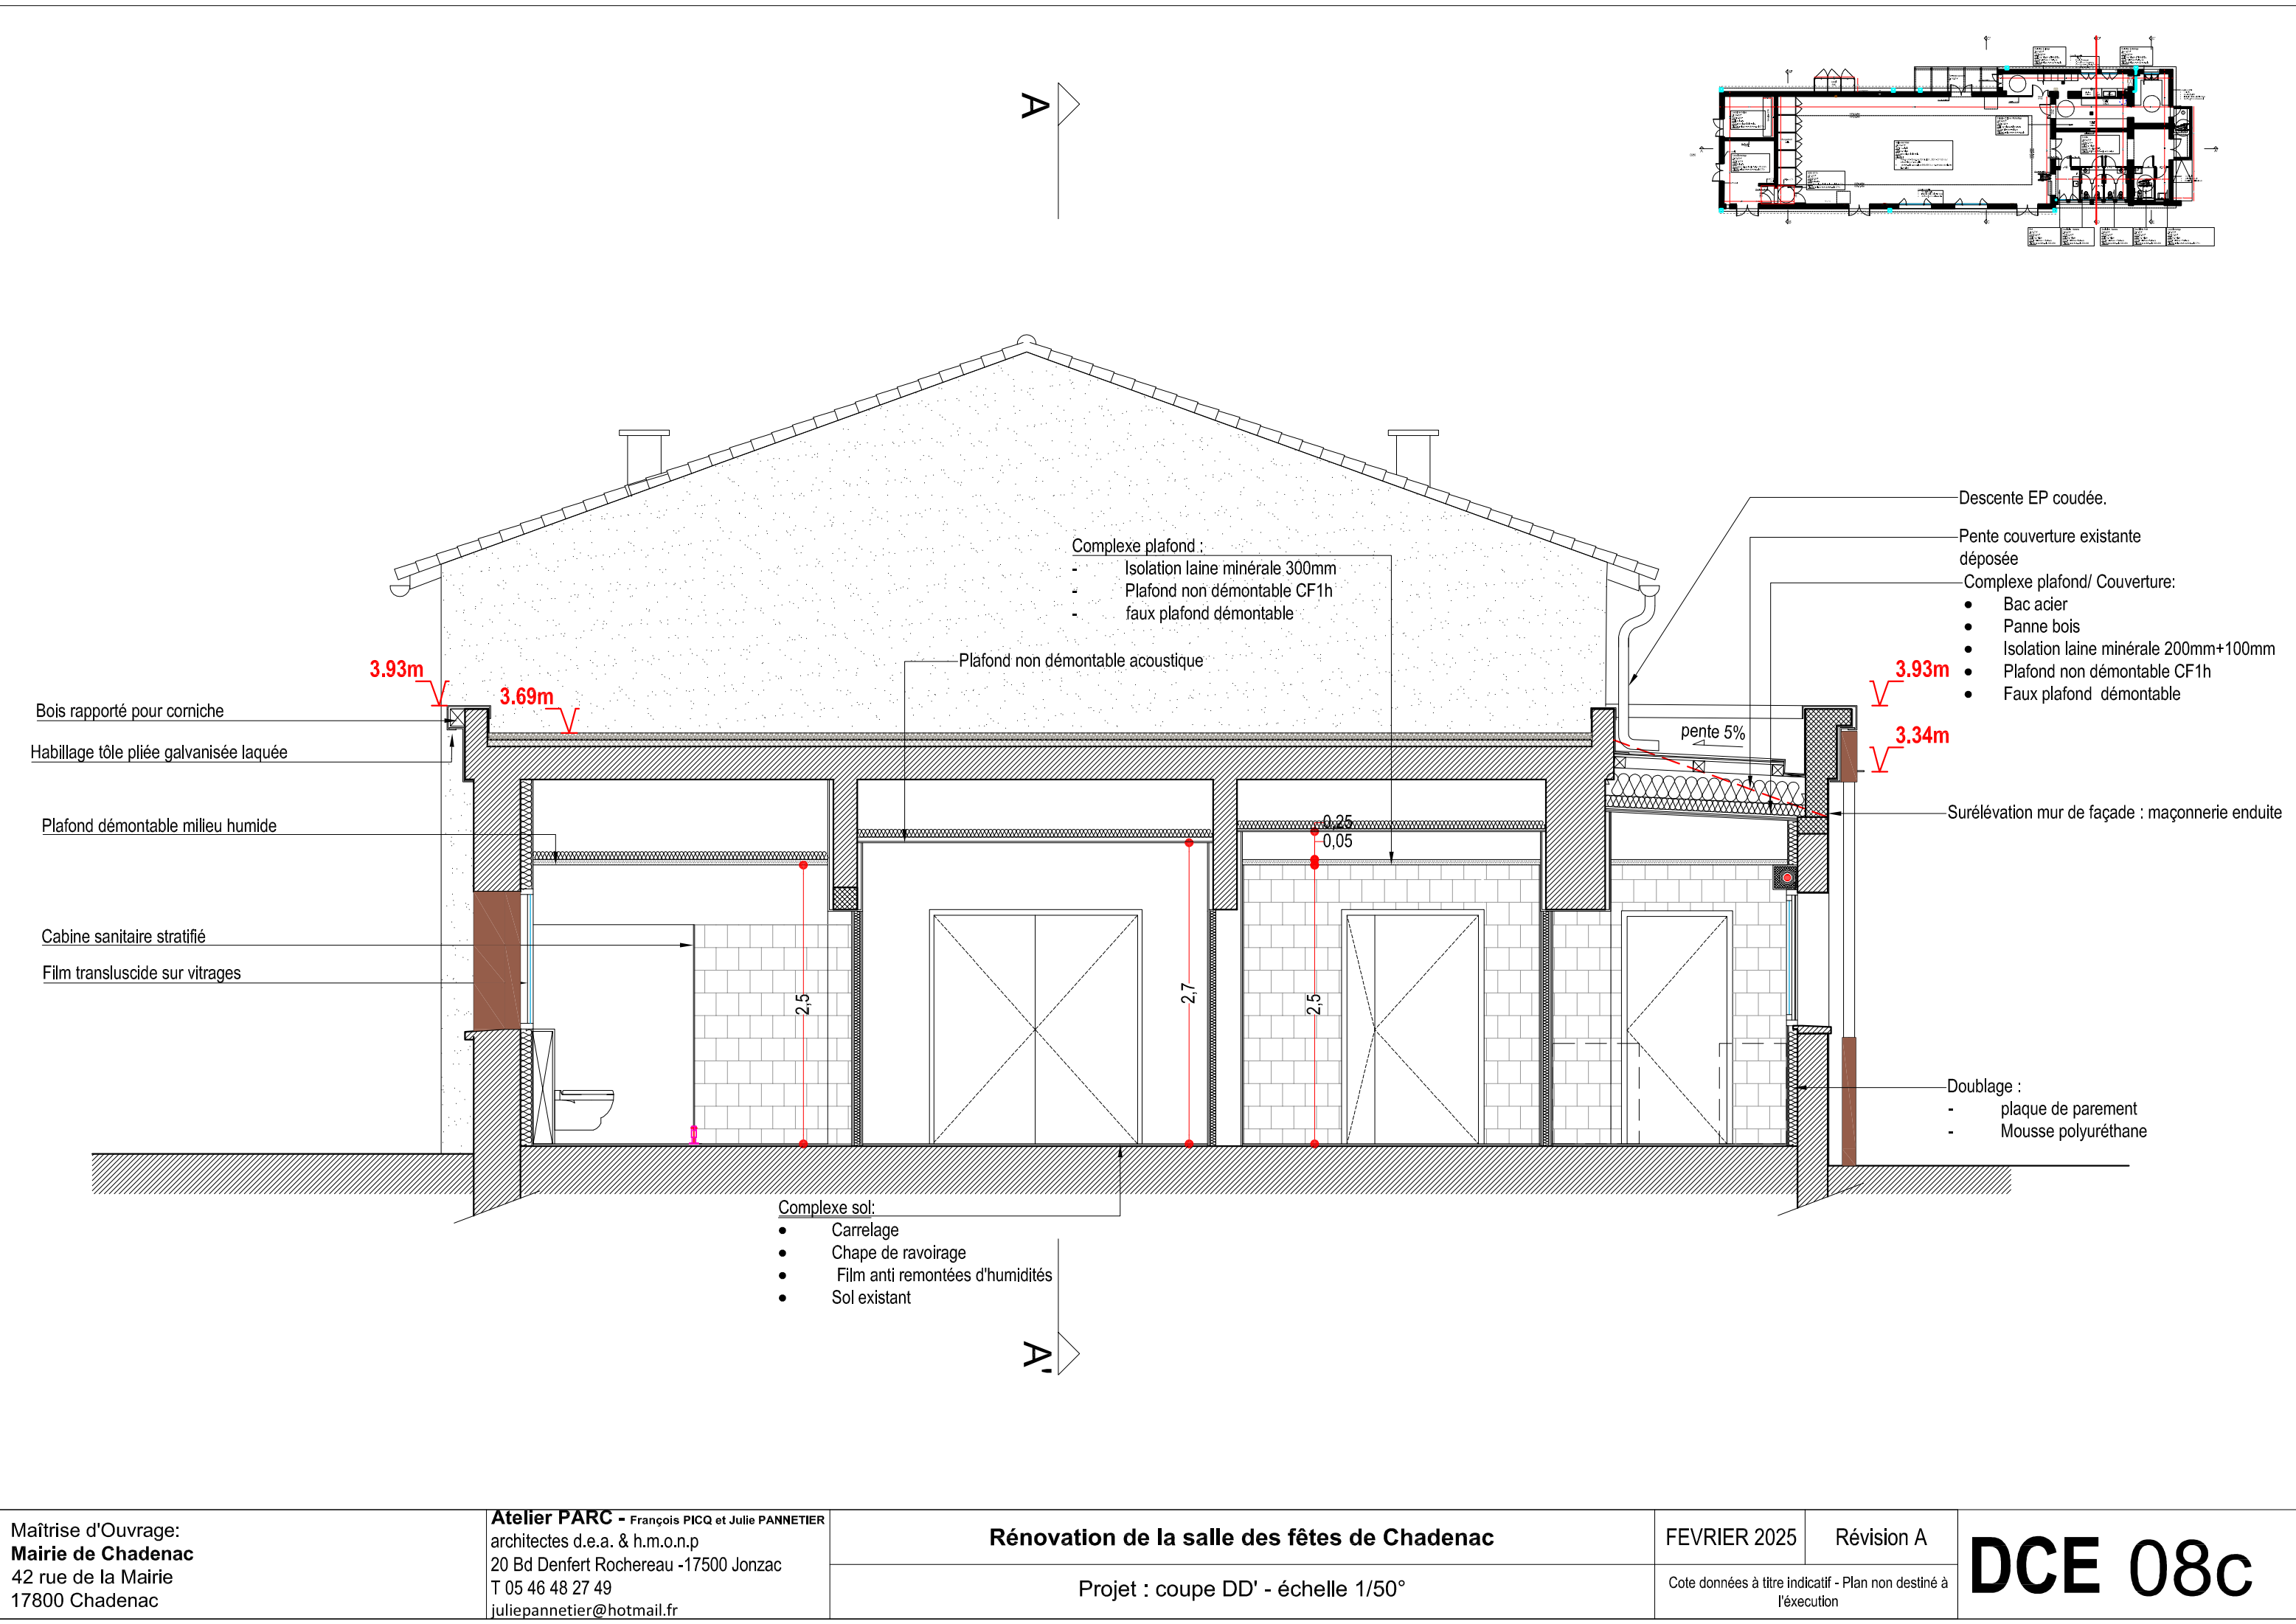 A
Descente EP coudée.
Pente couverture existante
déposée
Complexe plafond/ Couverture:
● Bac acier
● Panne bois
● Isolation laine minérale 200mm+100mm
● Plafond non démontable CF1h
● Faux plafond démontable
Complexe plafond :
- Isolation laine minérale 300mm
- Plafond non démontable CF1h
- faux plafond démontable
Plafond non démontable acoustique
3.93m
3.69m
3.93m
3.34m
pente 5%
Bois rapporté pour corniche
Habillage tôle pliée galvanisée laquée
Plafond démontable milieu humide
Cabine sanitaire stratifié
Film transluscide sur vitrages
Surélévation mur de façade : maçonnerie enduite
0,25
0,05
2,5
2,7
2,5
Doublage :
- plaque de parement
- Mousse polyuréthane
Complexe sol:
● Carrelage
● Chape de ravoirage
● Film anti remontées d'humidités
● Sol existant
A'
Maîtrise d'Ouvrage:
Mairie de Chadenac
42 rue de la Mairie
17800 Chadenac
Atelier PARC - François PICQ et Julie PANNETIER
architectes d.e.a. & h.m.o.n.p
20 Bd Denfert Rochereau -17500 Jonzac
T 05 46 48 27 49
juliepannetier@hotmail.fr
Rénovation de la salle des fêtes de Chadenac
Projet : coupe DD' - échelle 1/50°
FEVRIER 2025
Révision A
Cote données à titre indicatif - Plan non destiné à
l'éxecution
DCE 08c